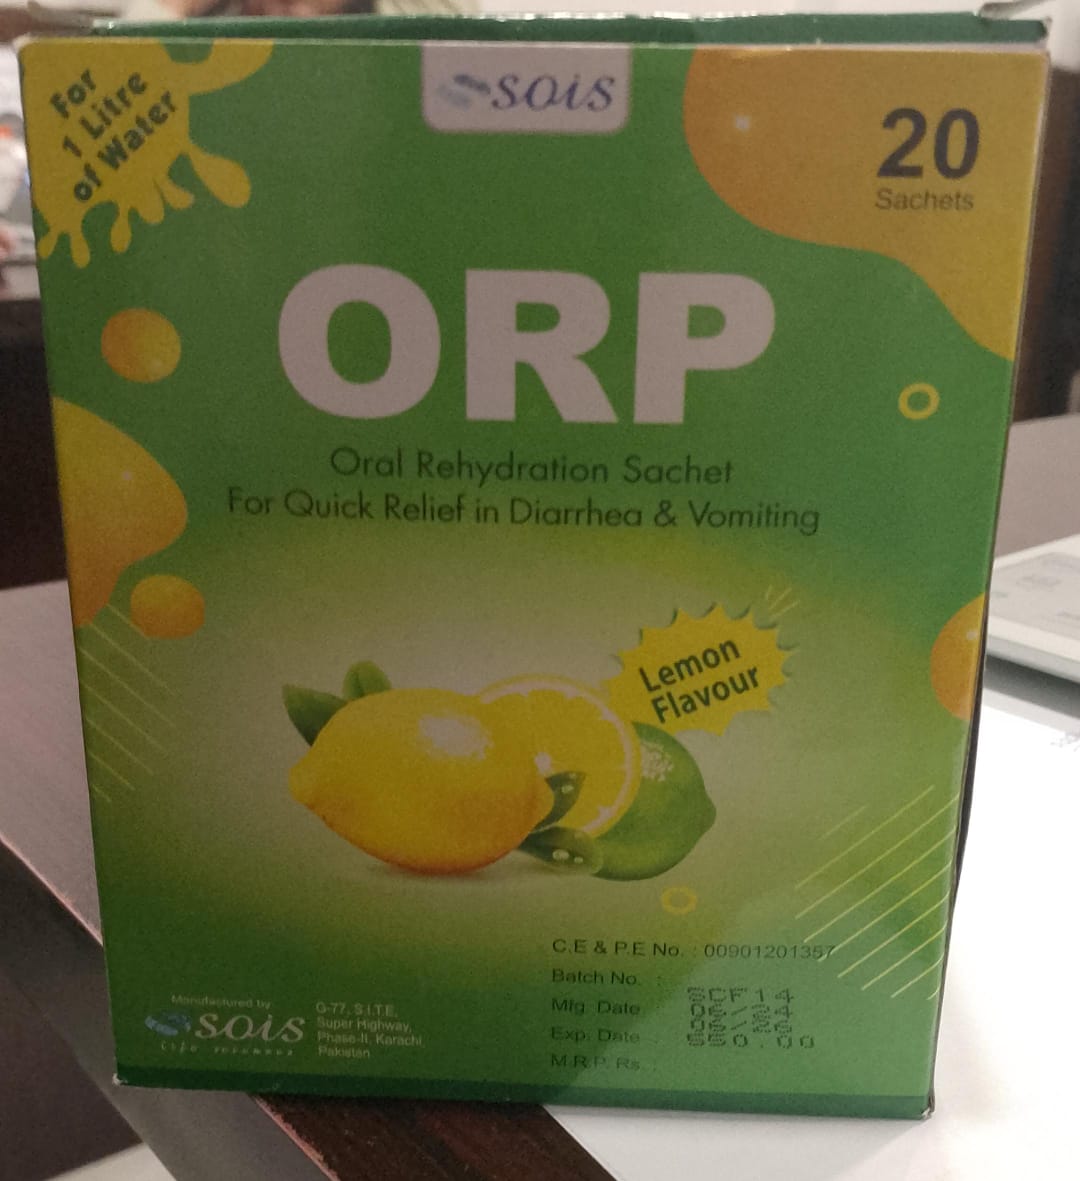 For
1 Litre
of Water
sois
20
Sachets
ORP
Oral Rehydration Sachet
For Quick Relief in Diarrhea & Vomiting
Lemon
Flavour
C.E & P.E No. : 00901201357
Batch No. :
Mfg. Date
Exp. Date :
M.R.P. Rs. :
Manufactured by
sois
G-77, S.I.T.E,
Super Highway,
Phase-II, Karachi,
Pakistan